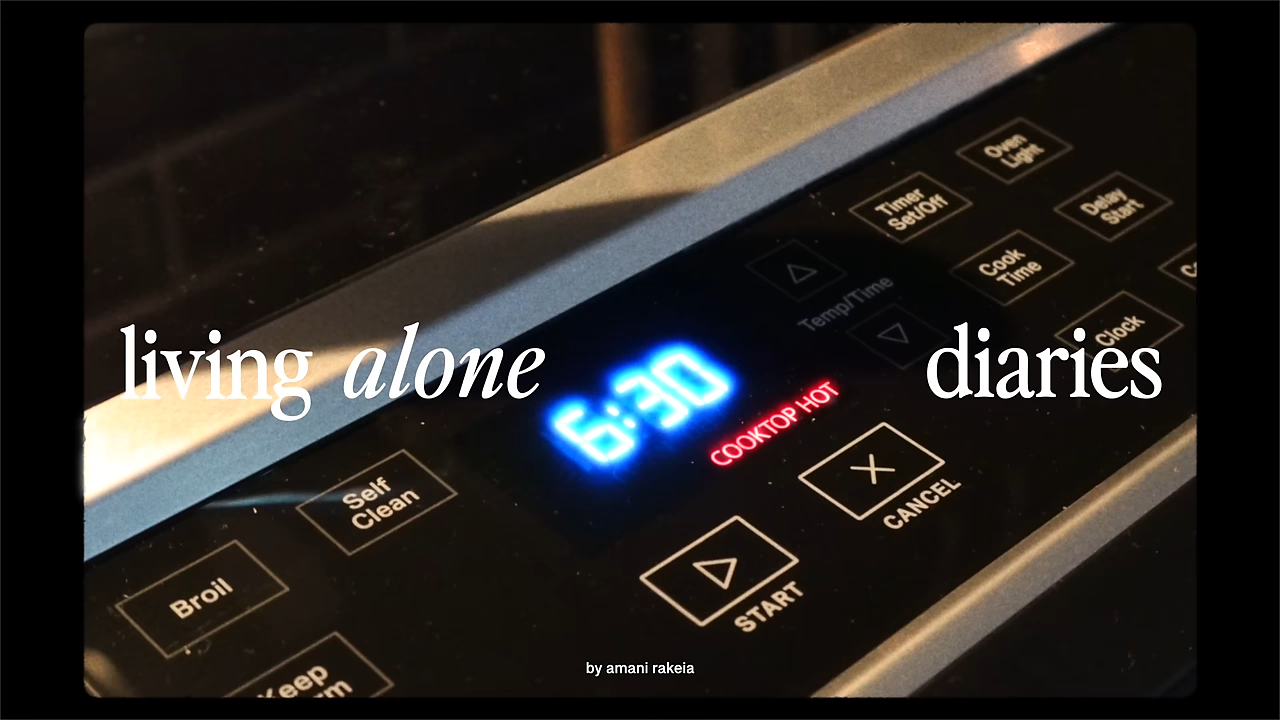 Oven
Light
Timer
Set/Off
Delay
Start
Cook
Time
Temp/Time
Clock
living alone diaries
6:30
COOKTOP HOT
Self
Clean
CANCEL
Broil
START
Keep
by amani rakeia